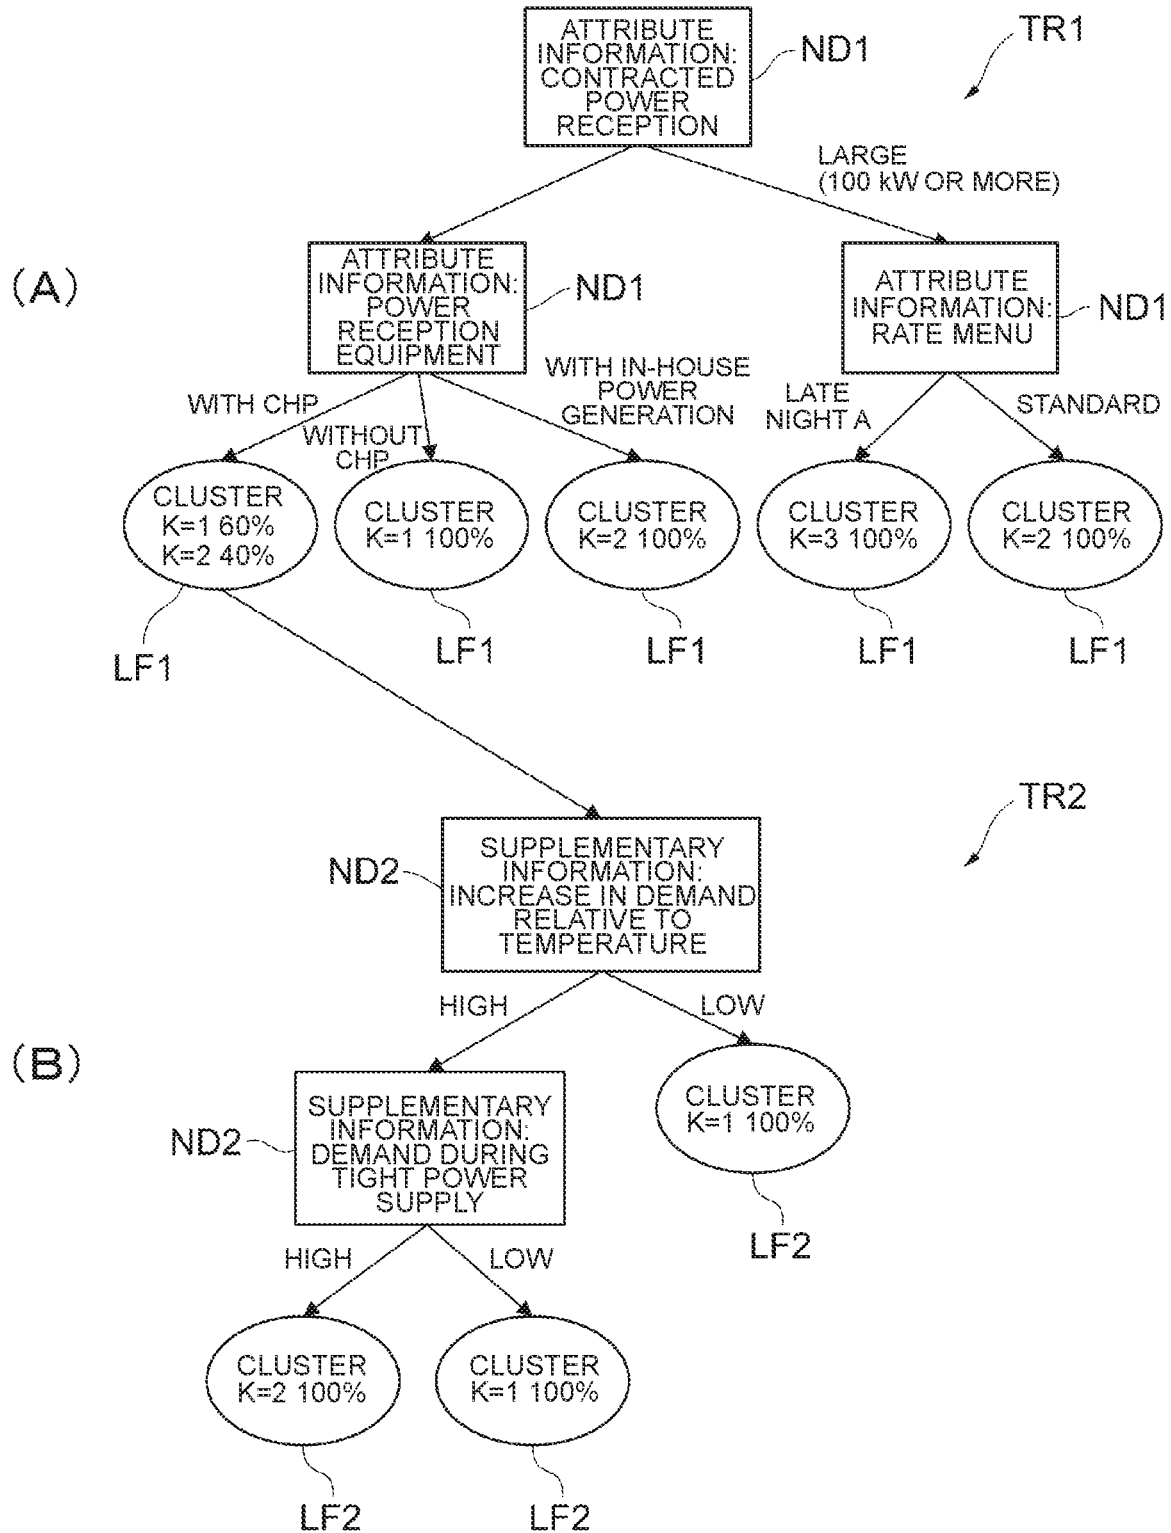 ATTRIBUTE
INFORMATION:
CONTRACTED
POWER
RECEPTION
ND1
TR1
LARGE
(100 kW OR MORE)
(A)
ATTRIBUTE
INFORMATION:
POWER
RECEPTION
EQUIPMENT
ND1
ATTRIBUTE
INFORMATION:
RATE MENU
ND1
WITH CHP
WITHOUT
CHP
WITH IN-HOUSE
POWER
GENERATION
LATE
NIGHT A
STANDARD
CLUSTER
K=1 60%
K=2 40%
CLUSTER
K=1 100%
CLUSTER
K=2 100%
CLUSTER
K=3 100%
CLUSTER
K=2 100%
LF1
LF1
LF1
LF1
LF1
TR2
ND2
SUPPLEMENTARY
INFORMATION:
INCREASE IN DEMAND
RELATIVE TO
TEMPERATURE
HIGH
LOW
(B)
CLUSTER
K=1 100%
LF2
ND2
SUPPLEMENTARY
INFORMATION:
DEMAND DURING
TIGHT POWER
SUPPLY
HIGH
LOW
CLUSTER
K=2 100%
CLUSTER
K=1 100%
LF2
LF2